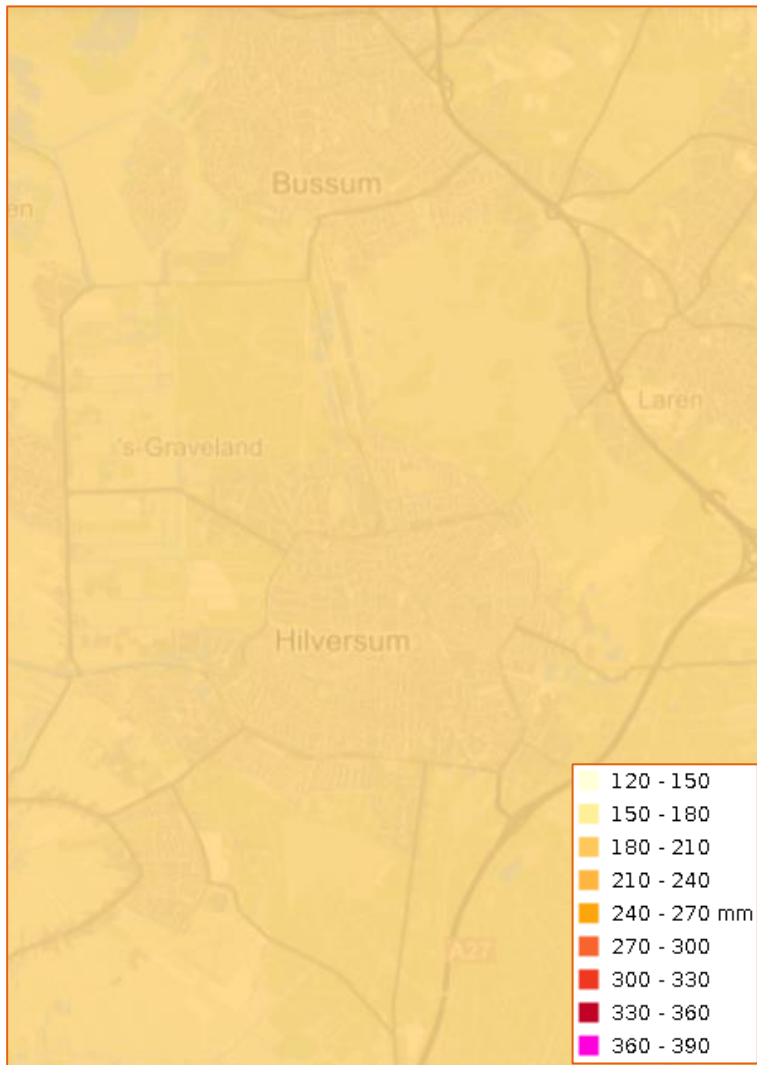 Bussum
en
Laren
's-Graveland
Hilversum
A27
120 - 150
150 - 180
180 - 210
210 - 240
240 - 270 mm
270 - 300
300 - 330
330 - 360
360 - 390